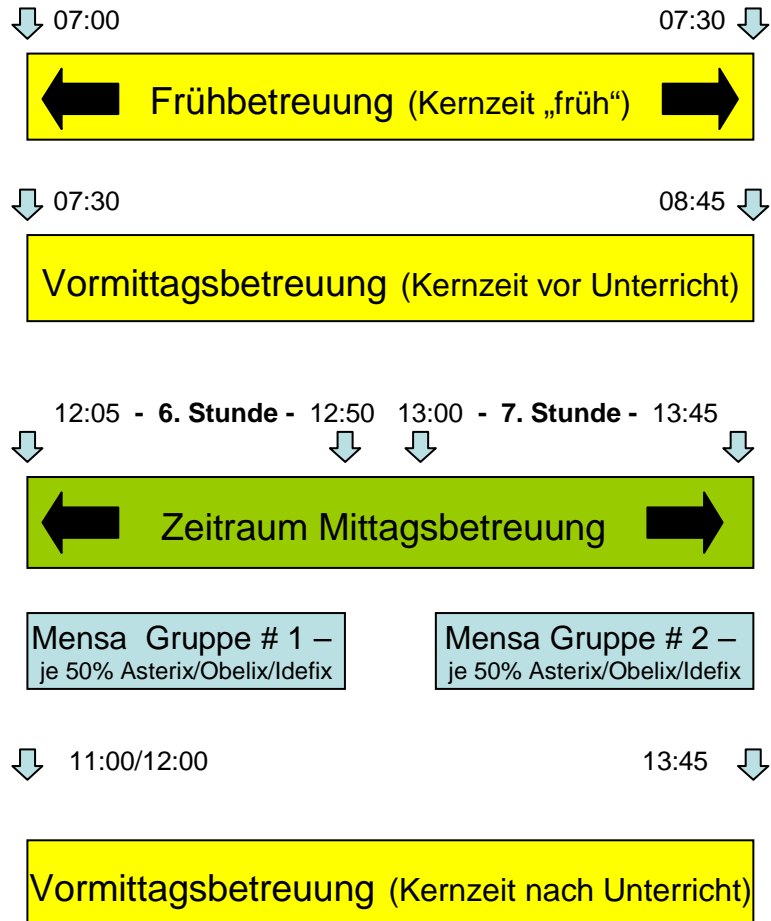 07:00 07:30
Frühbetreuung (Kernzeit „früh“)
07:30 08:45
Vormittagsbetreuung (Kernzeit vor Unterricht)
12:05 - 6. Stunde - 12:50 13:00 - 7. Stunde - 13:45
Zeitraum Mittagsbetreuung
Mensa Gruppe # 1 –
je 50% Asterix/Obelix/Idefix
Mensa Gruppe # 2 –
je 50% Asterix/Obelix/Idefix
11:00/12:00 13:45
Vormittagsbetreuung (Kernzeit nach Unterricht)